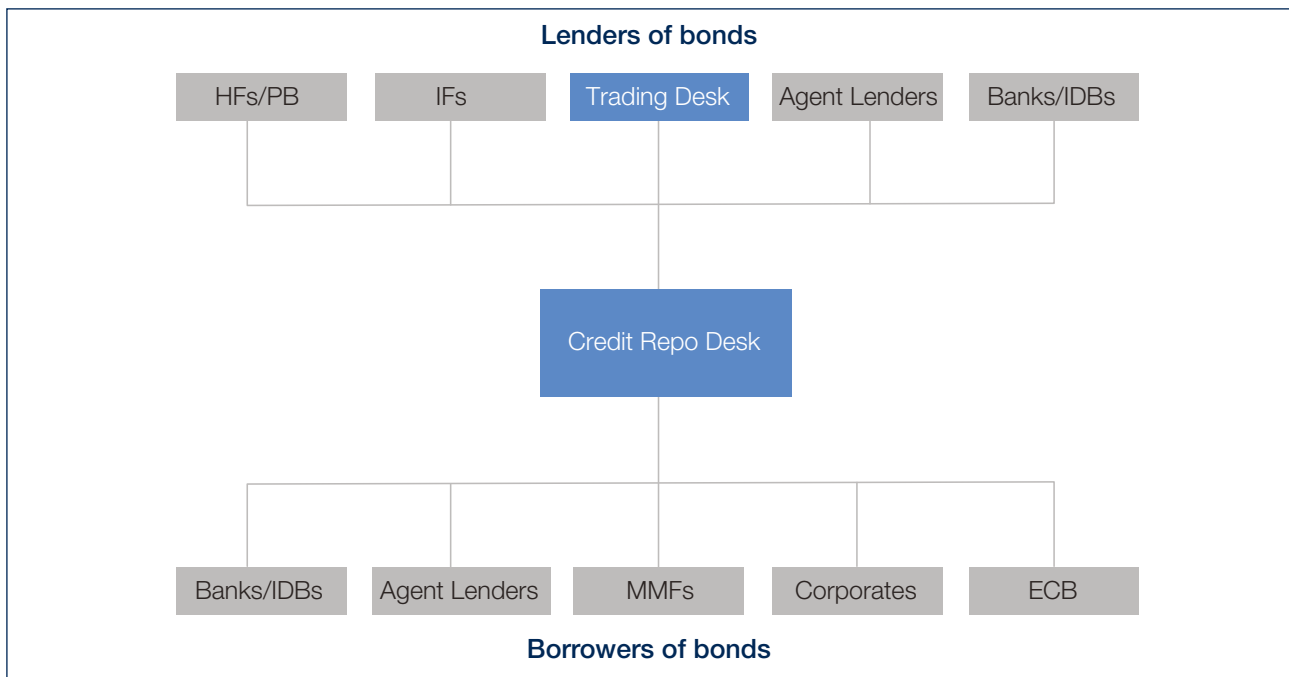 Lenders of bonds
HFs/PB
IFs
Trading Desk
Agent Lenders
Banks/IDBs
Credit Repo Desk
Banks/IDBs
Agent Lenders
MMFs
Corporates
ECB
Borrowers of bonds